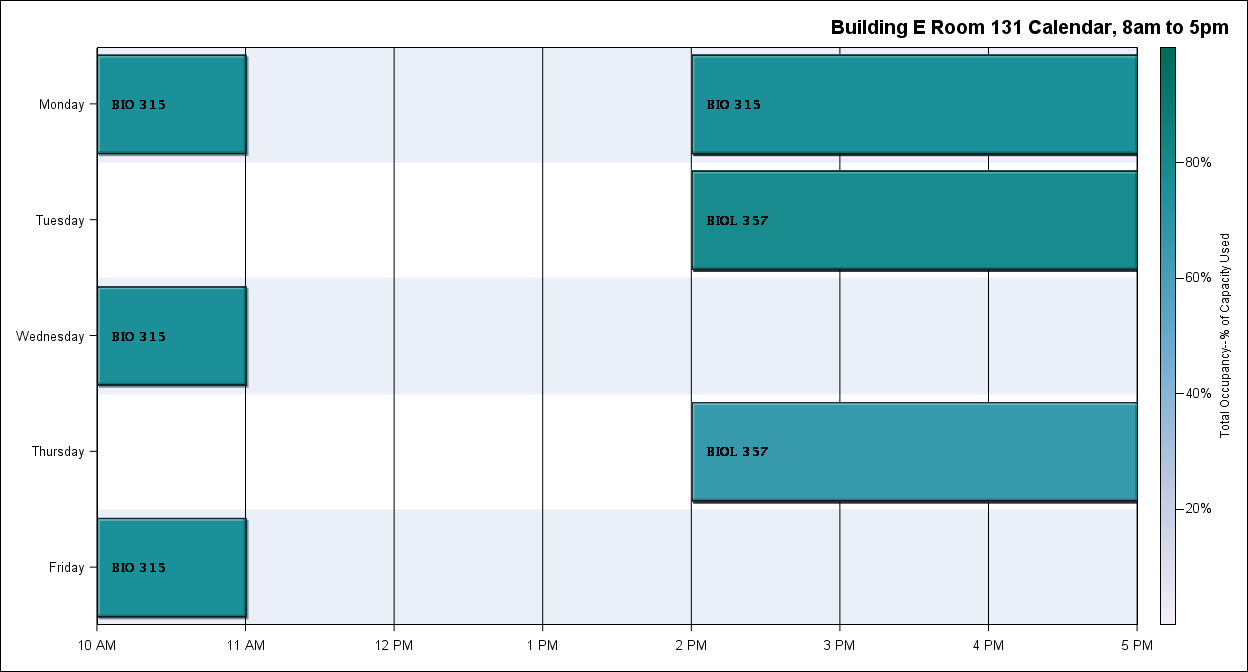 Building E Room 131 Calendar, 8am to 5pm
Monday
BIO 315
BIO 315
Tuesday
BIOL 357
Wednesday
BIO 315
Thursday
BIOL 357
Friday
BIO 315
10 AM
11 AM
12 PM
1 PM
2 PM
3 PM
4 PM
5 PM
80%
60%
40%
20%
Total Occupancy--% of Capacity Used